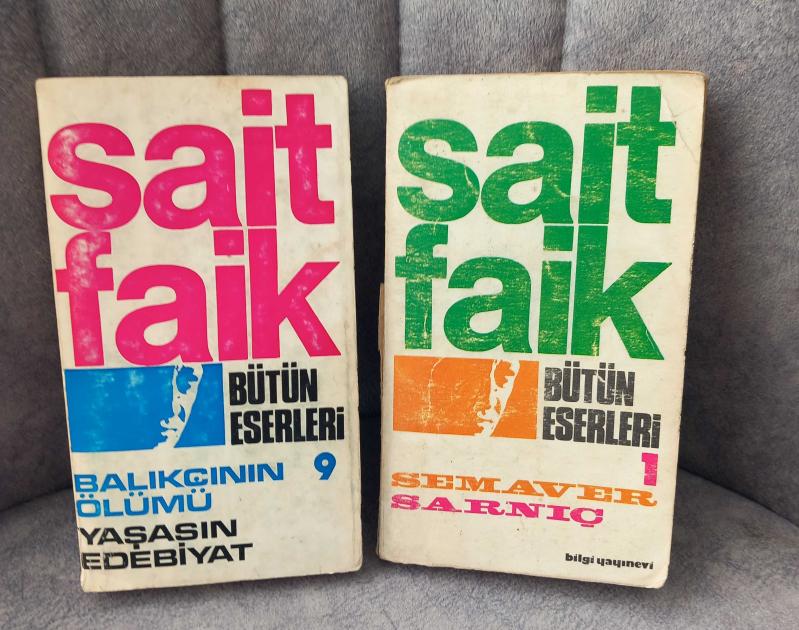 sait
faik
BÜTÜN
ESERLERİ
9
BALIKÇININ
ÖLÜMÜ
YAŞASIN
EDEBİYAT
sait
faik
BÜTÜN
ESERLERİ
1
SEMAVER
SARNIÇ
bilgi yayınevi